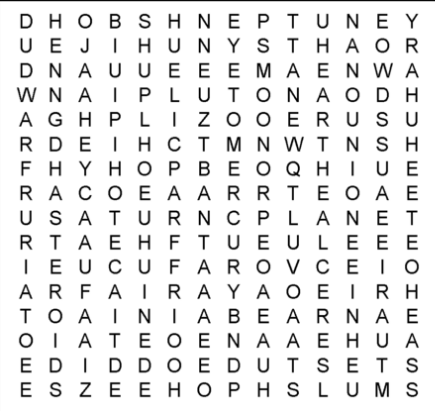 D H O B S H N E P T U N E Y
U E J I H U N Y S T H A O R
D N A U U E E E M A E N W A
W N A I P L U T O N A O D H
A G H P L I Z O O E R U S U
R D E I H C T M N W T N S H
F H Y H O P B E O Q H I U E
R A C O E A A R R T E O A E
U S A T U R N C P L A N E T
R T A E H F T U E U L E E E
I E U C U F A R O V C E I O
A R F A I R A Y A O E I R H
T O A I N I A B E A R N A E
O I A T E O E N A A E H U A
E D I D D O E D U T S E T S
E S Z E E H O P H S L U M S